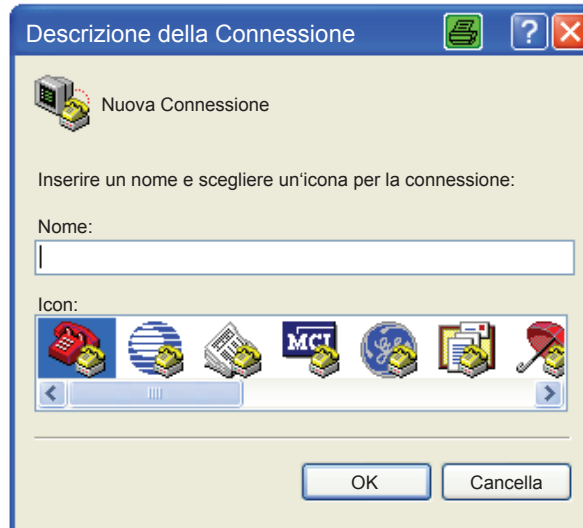 Descrizione della Connessione
?
Nuova Connessione
Inserire un nome e scegliere un‘icona per la connessione:
Nome:
Icon:
MCI
OK
Cancella